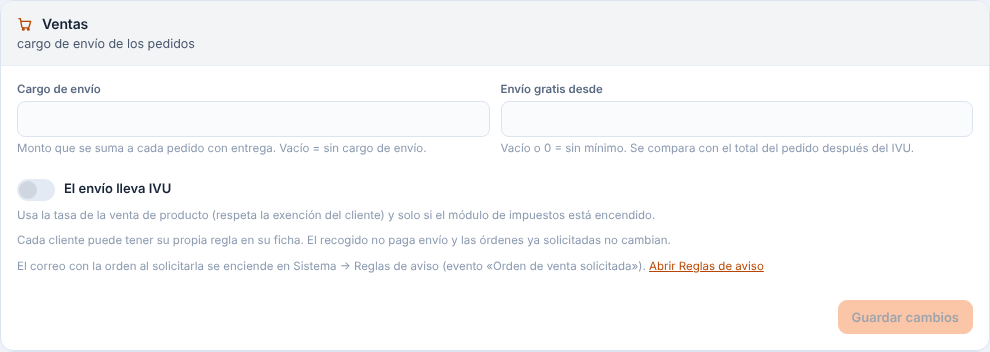 Ventas
cargo de envío de los pedidos
Cargo de envío
Envío gratis desde
Monto que se suma a cada pedido con entrega. Vacío = sin cargo de envío.
Vacío o 0 = sin mínimo. Se compara con el total del pedido después del IVU.
El envío lleva IVU
Usa la tasa de la venta de producto (respeta la exención del cliente) y solo si el módulo de impuestos está encendido.
Cada cliente puede tener su propia regla en su ficha. El recogido no paga envío y las órdenes ya solicitadas no cambian.
El correo con la orden al solicitarla se enciende en Sistema → Reglas de aviso (evento «Orden de venta solicitada»). Abrir Reglas de aviso
Guardar cambios